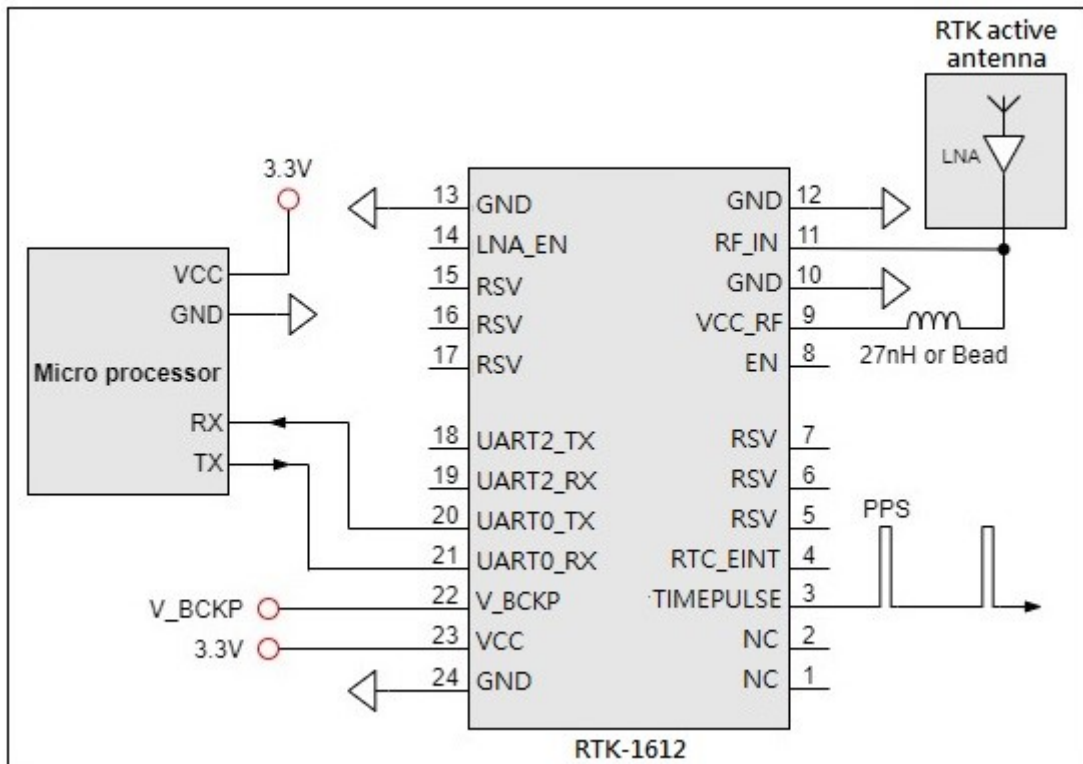 RTK active
antenna
LNA
3.3V
VCC
GND
Micro processor
RX
TX
13 GND
14 LNA_EN
15 RSV
16 RSV
17 RSV
18 UART2_TX
19 UART2_RX
20 UART0_TX
21 UART0_RX
V_BCKP 22 V_BCKP
3.3V 23 VCC
24 GND
GND 12
RF_IN 11
GND 10
VCC_RF 9
27nH or Bead
EN 8
RSV 7
RSV 6
RSV 5
PPS
RTC_EINT 4
TIMEPULSE 3
NC 2
NC 1
RTK-1612